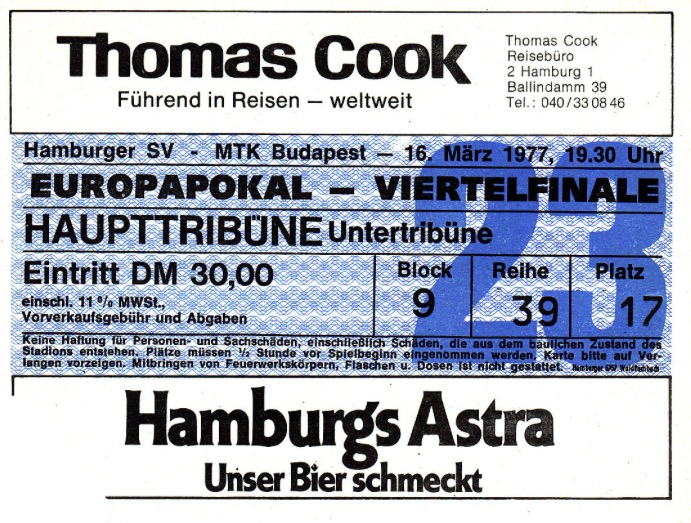 Thomas Cook
Führend in Reisen – weltweit
Thomas Cook
Reisebüro
2 Hamburg 1
Ballindamm 39
Tel.: 040/33 08 46
23
Hamburger SV - MTK Budapest – 16. März 1977, 19.30 Uhr
EUROPAPOKAL – VIERTELFINALE
HAUPTTRIBÜNE Untertribüne
Eintritt DM 30,00
einschl. 11 % MWSt.,
Vorverkaufsgebühr und Abgaben
Block
9
Reihe
39
Platz
17
Keine Haftung für Personen- und Sachschäden, einschließlich Schäden, die aus dem baulichen Zustand des
Stadions entstehen. Plätze müssen ½ Stunde vor Spielbeginn eingenommen werden. Karte bitte auf Ver-
langen vorzeigen. Mitbringen von Feuerwerkskörpern, Flaschen u. Dosen ist nicht gestattet.
Hamburgs Astra
Unser Bier schmeckt